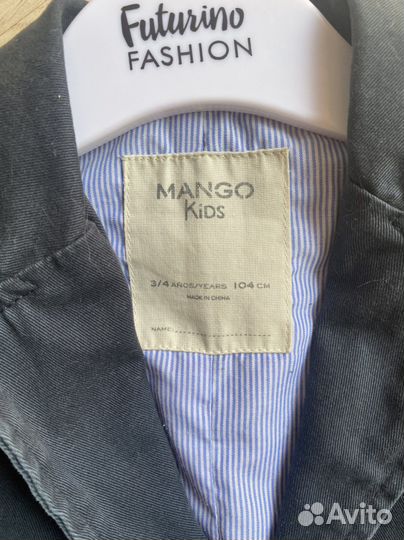 Futurino
FASHION
MANGO
KiDS
3/4 AÑOS/YEARS 104 CM
MADE IN CHINA
NAME:
Avito